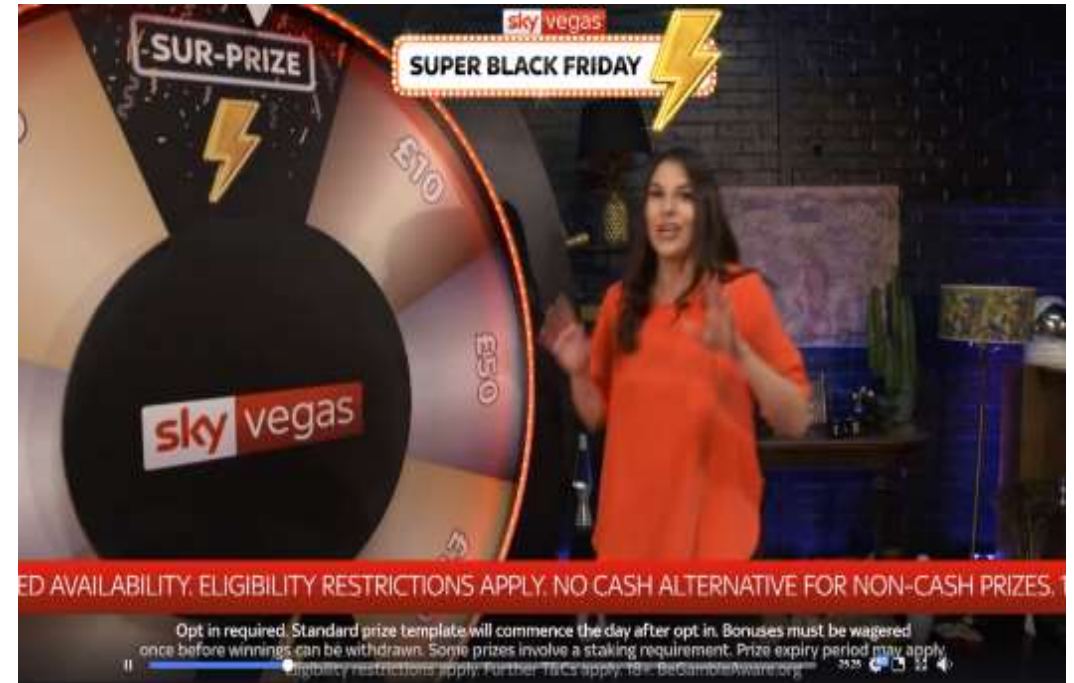 sky vegas
SUPER BLACK FRIDAY
-SUR-PRIZE
£10
£50
sky vegas
ED AVAILABILITY. ELIGIBILITY RESTRICTIONS APPLY. NO CASH ALTERNATIVE FOR NON-CASH PRIZES. 1
Opt in required. Standard prize template will commence the day after opt in. Bonuses must be wagered
once before winnings can be withdrawn. Some prizes involve a staking requirement. Prize expiry period may apply.
Eligibility restrictions apply. Further T&Cs apply. 18+. BeGambleAware.org